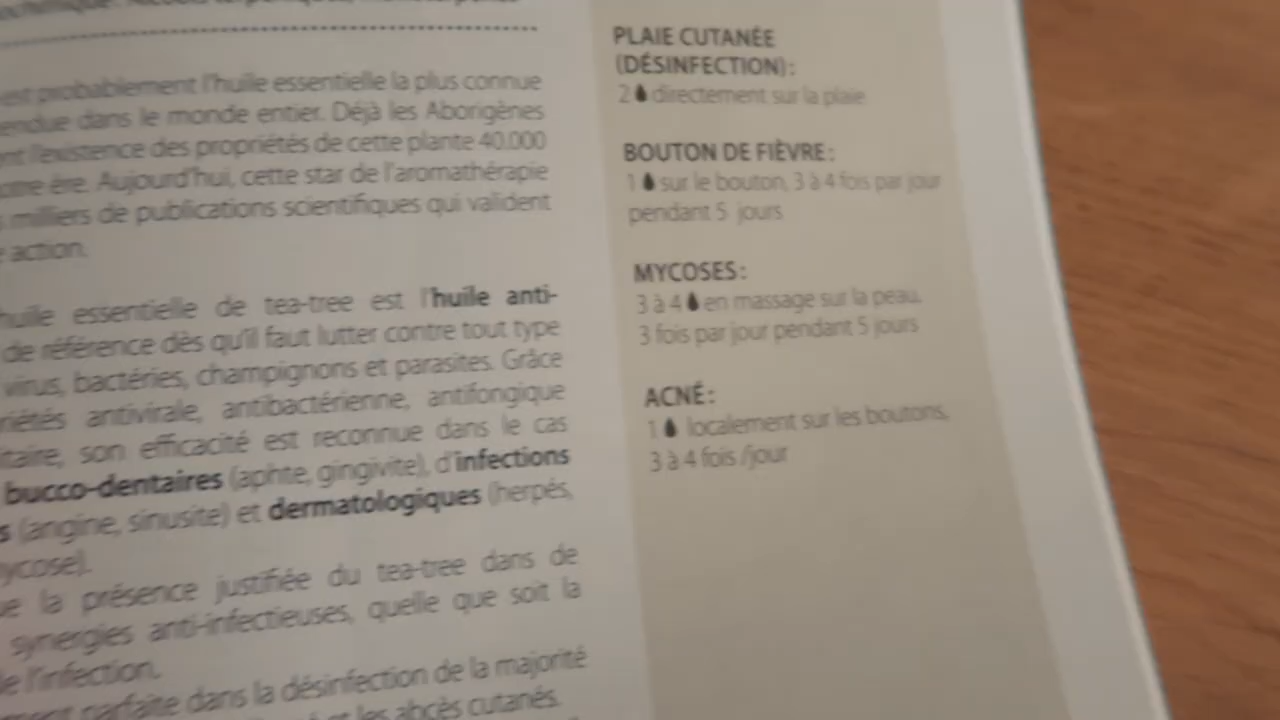 probablement l'huile essentielle la plus connue
dans le monde entier. Déjà les Aborigènes
l'existence des propriétés de cette plante 40.000
ère. Aujourd'hui, cette star de l'aromathérapie
milliers de publications scientifiques qui valident
action.
huile essentielle de tea-tree est l'huile anti-
de référence dès qu'il faut lutter contre tout type
virus, bactéries, champignons et parasites. Grâce
antivirale, antibactérienne, antifongique
son efficacité est reconnue dans le cas
bucco-dentaires (aphte, gingivite), d'infections
(angine, sinusite) et dermatologiques (herpès,
la présence justifiée du tea-tree dans de
synergies anti-infectieuses, quelle que soit la
l'infection.
parfaite dans la désinfection de la majorité
et les abcès cutanés.
PLAIE CUTANÉE
(DÉSINFECTION) :
2 directement sur la plaie
BOUTON DE FIÈVRE :
1 sur le bouton, 3 à 4 fois par jour
pendant 5 jours
MYCOSES :
3 à 4 en massage sur la peau,
3 fois par jour pendant 5 jours
ACNÉ :
1 localement sur les boutons,
3 à 4 fois /jour